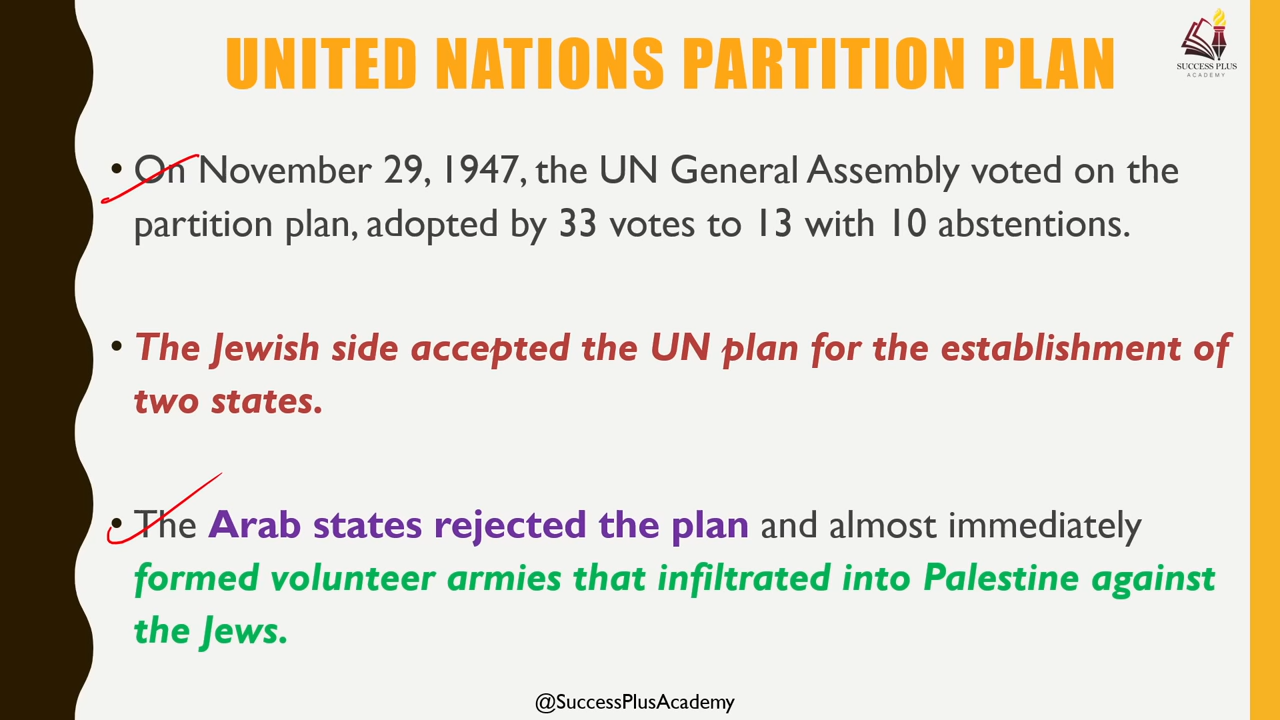 UNITED NATIONS PARTITION PLAN
SUCCESS PLUS
ACADEMY
• On November 29, 1947, the UN General Assembly voted on the
partition plan, adopted by 33 votes to 13 with 10 abstentions.
• The Jewish side accepted the UN plan for the establishment of
two states.
• The Arab states rejected the plan and almost immediately
formed volunteer armies that infiltrated into Palestine against
the Jews.
@SuccessPlusAcademy